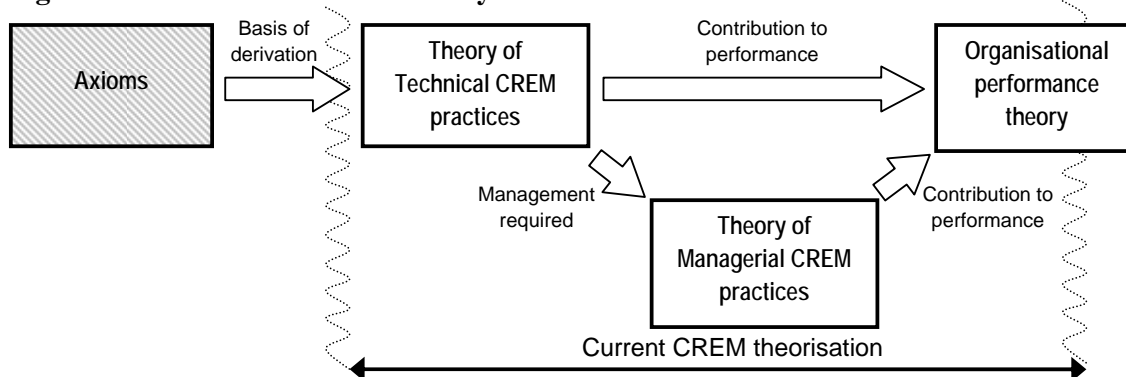 Basis of
derivation
Contribution to
performance
Axioms
Theory of
Technical CREM
practices
Organisational
performance
theory
Management
required
Contribution to
performance
Theory of
Managerial CREM
practices
Current CREM theorisation